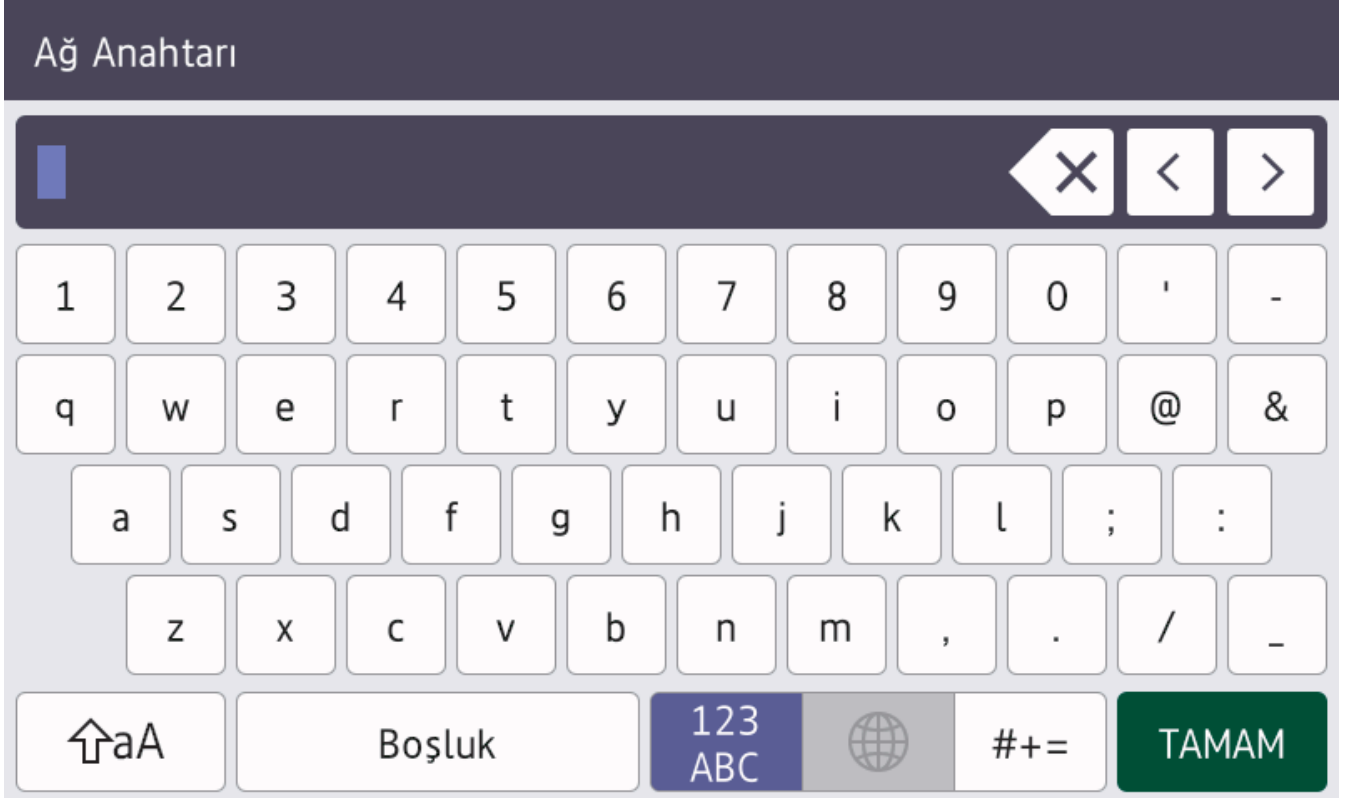 Ağ Anahtarı
1 2 3 4 5 6 7 8 9 0 ' -
q w e r t y u i o p @ &
a s d f g h j k l ; :
z x c v b n m , . / _
aA Boşluk 123 ABC #+= TAMAM